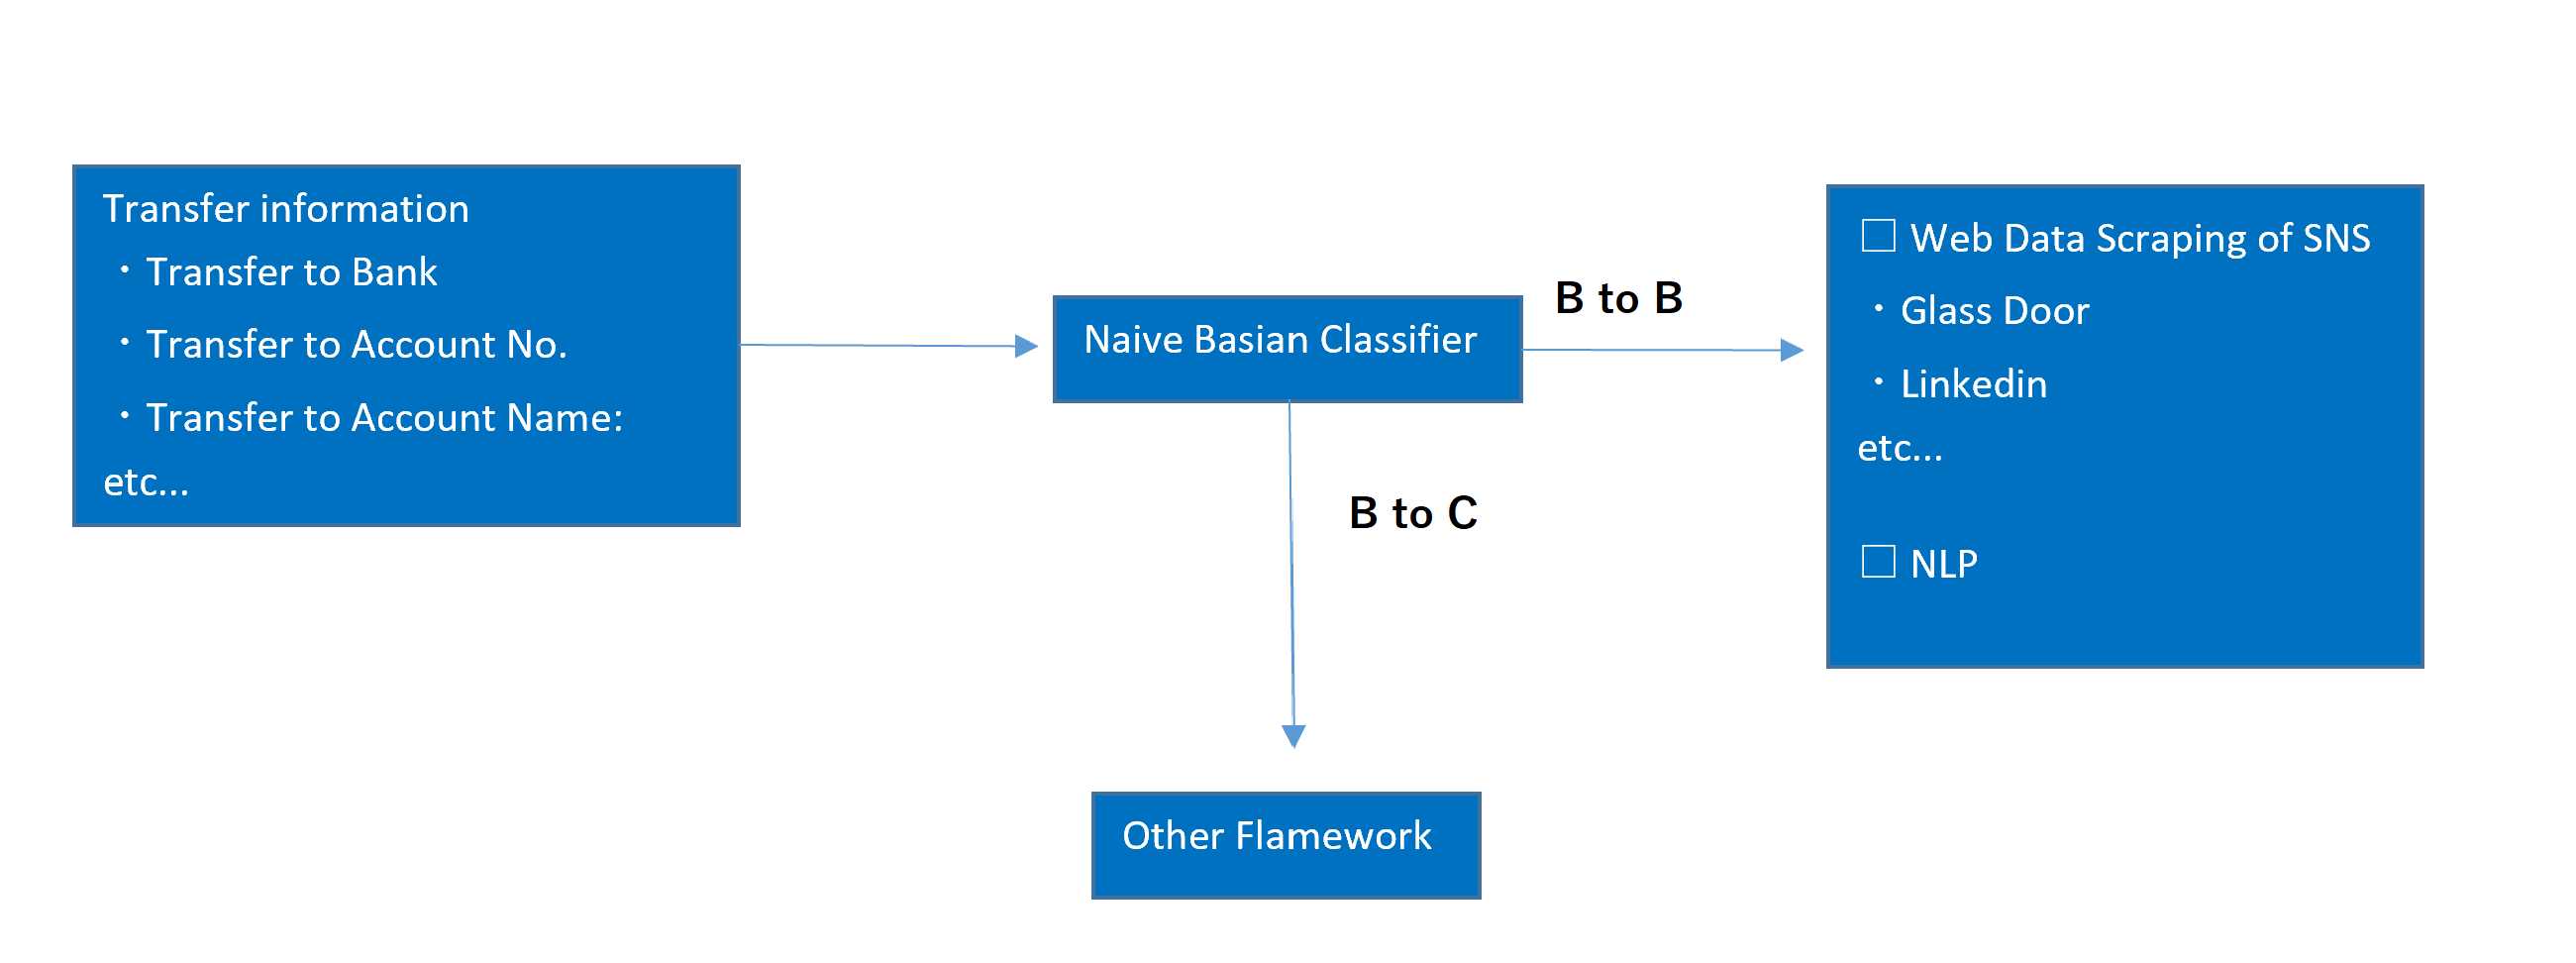 Transfer information
・Transfer to Bank
・Transfer to Account No.
・Transfer to Account Name:
etc...
Naive Basian Classifier
B to B
B to C
□ Web Data Scraping of SNS
・Glass Door
・Linkedin
etc...
□ NLP
Other Flamework